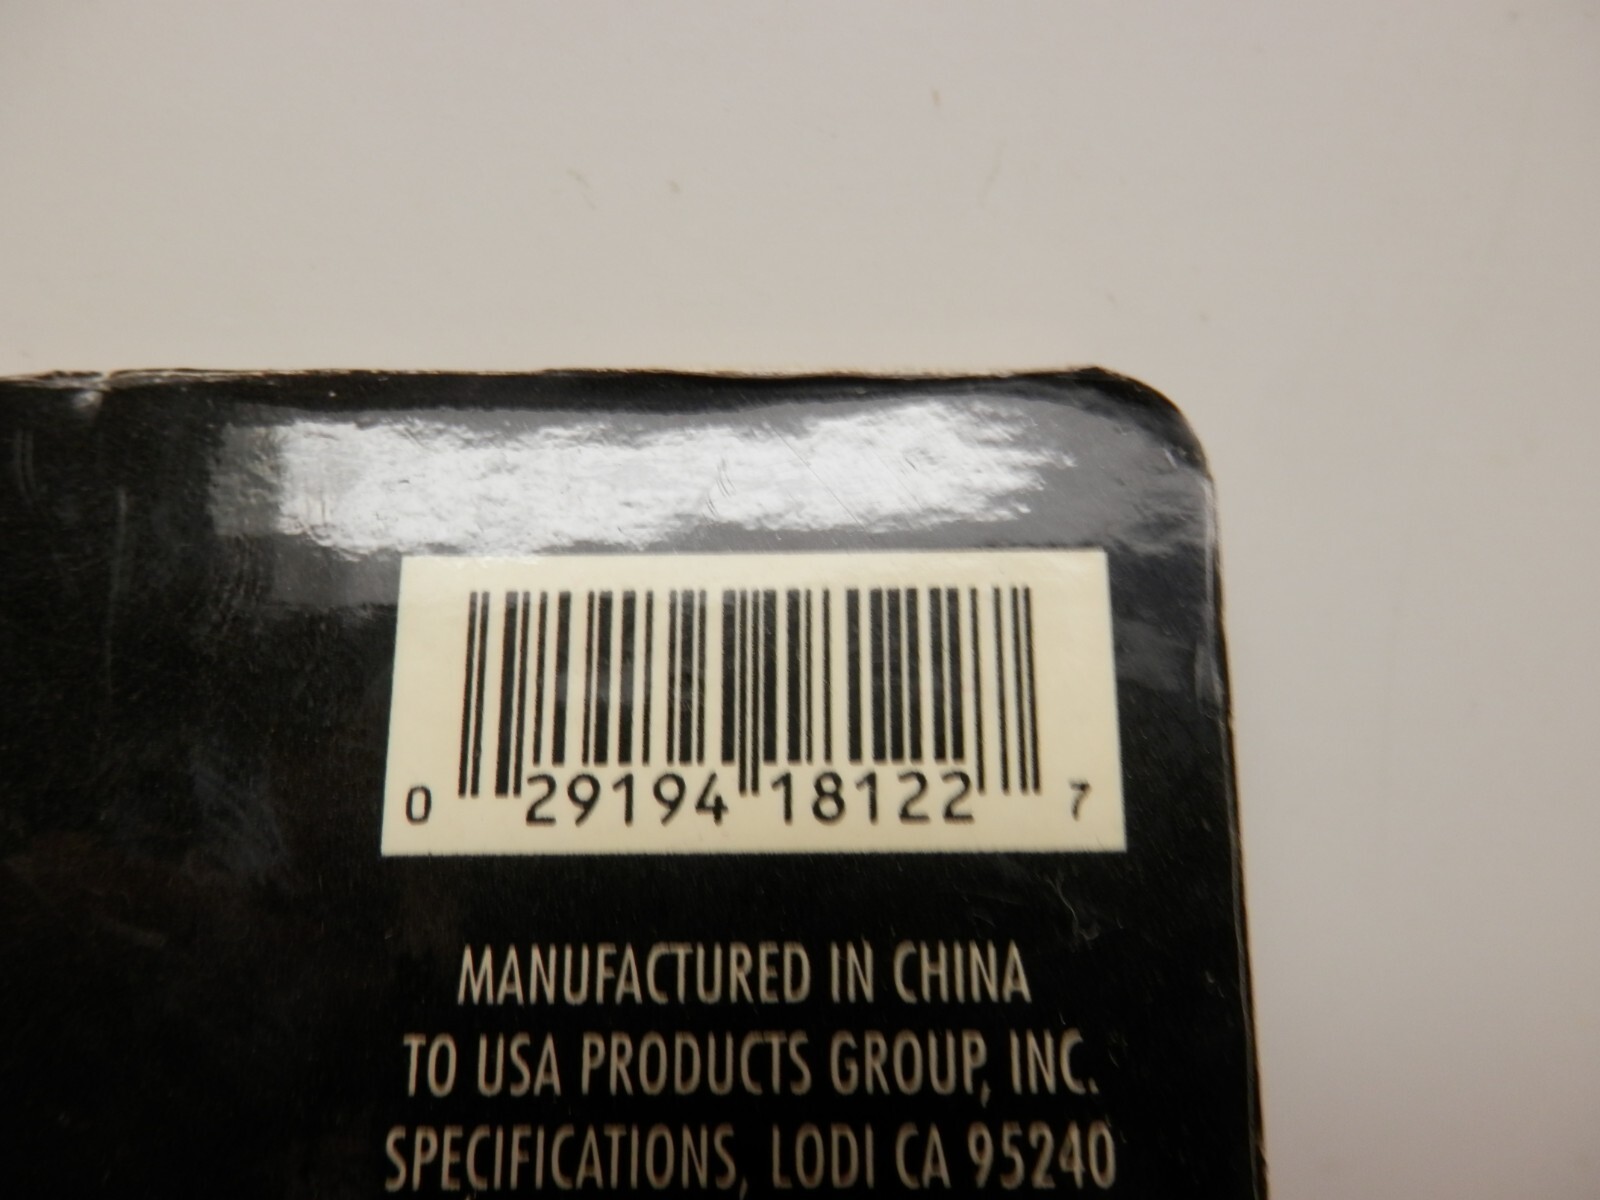 0 29194 18122 7
MANUFACTURED IN CHINA
TO USA PRODUCTS GROUP, INC.
SPECIFICATIONS, LODI CA 95240